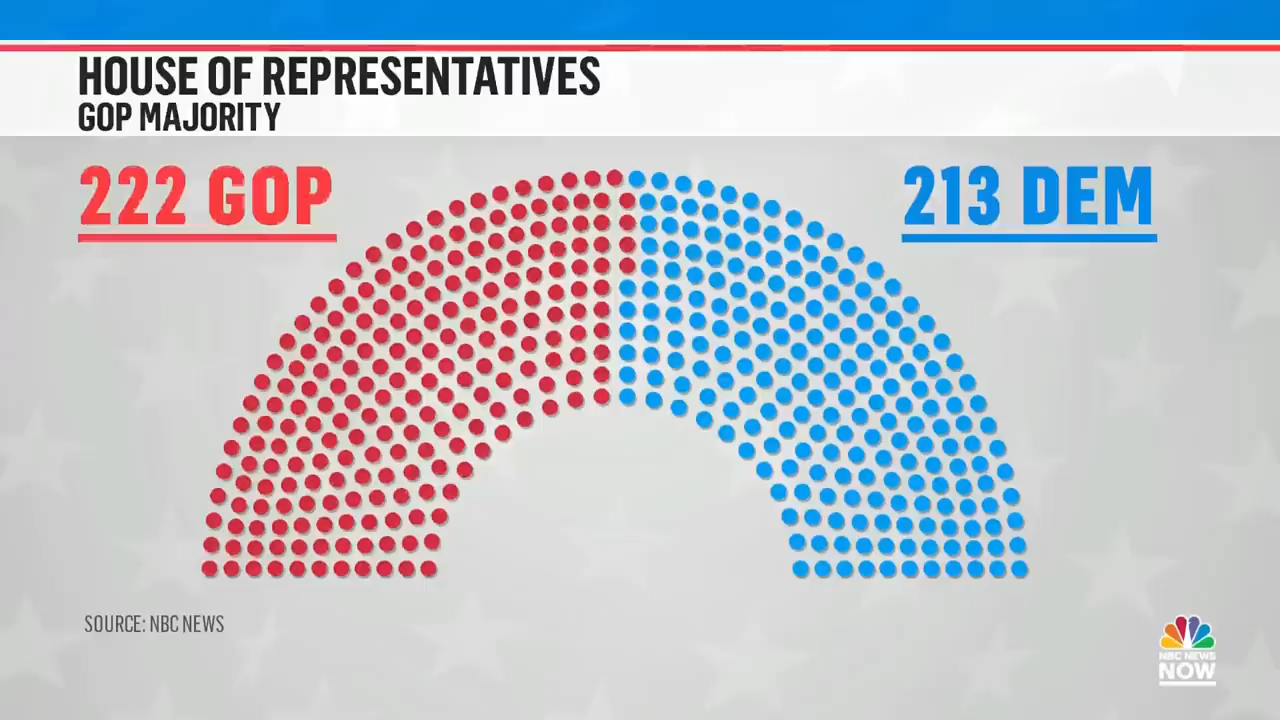 HOUSE OF REPRESENTATIVES
GOP MAJORITY
222 GOP
213 DEM
SOURCE: NBC NEWS
NBC NEWS
NOW